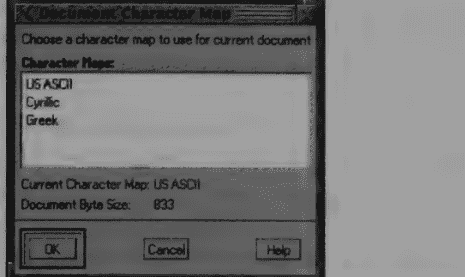 Document Character Map
Choose a character map to use for current document
Character Maps:
US ASCII
Cyrillic
Greek
Current Character Map: US ASCII
Document Byte Size: 833
OK
Cancel
Help